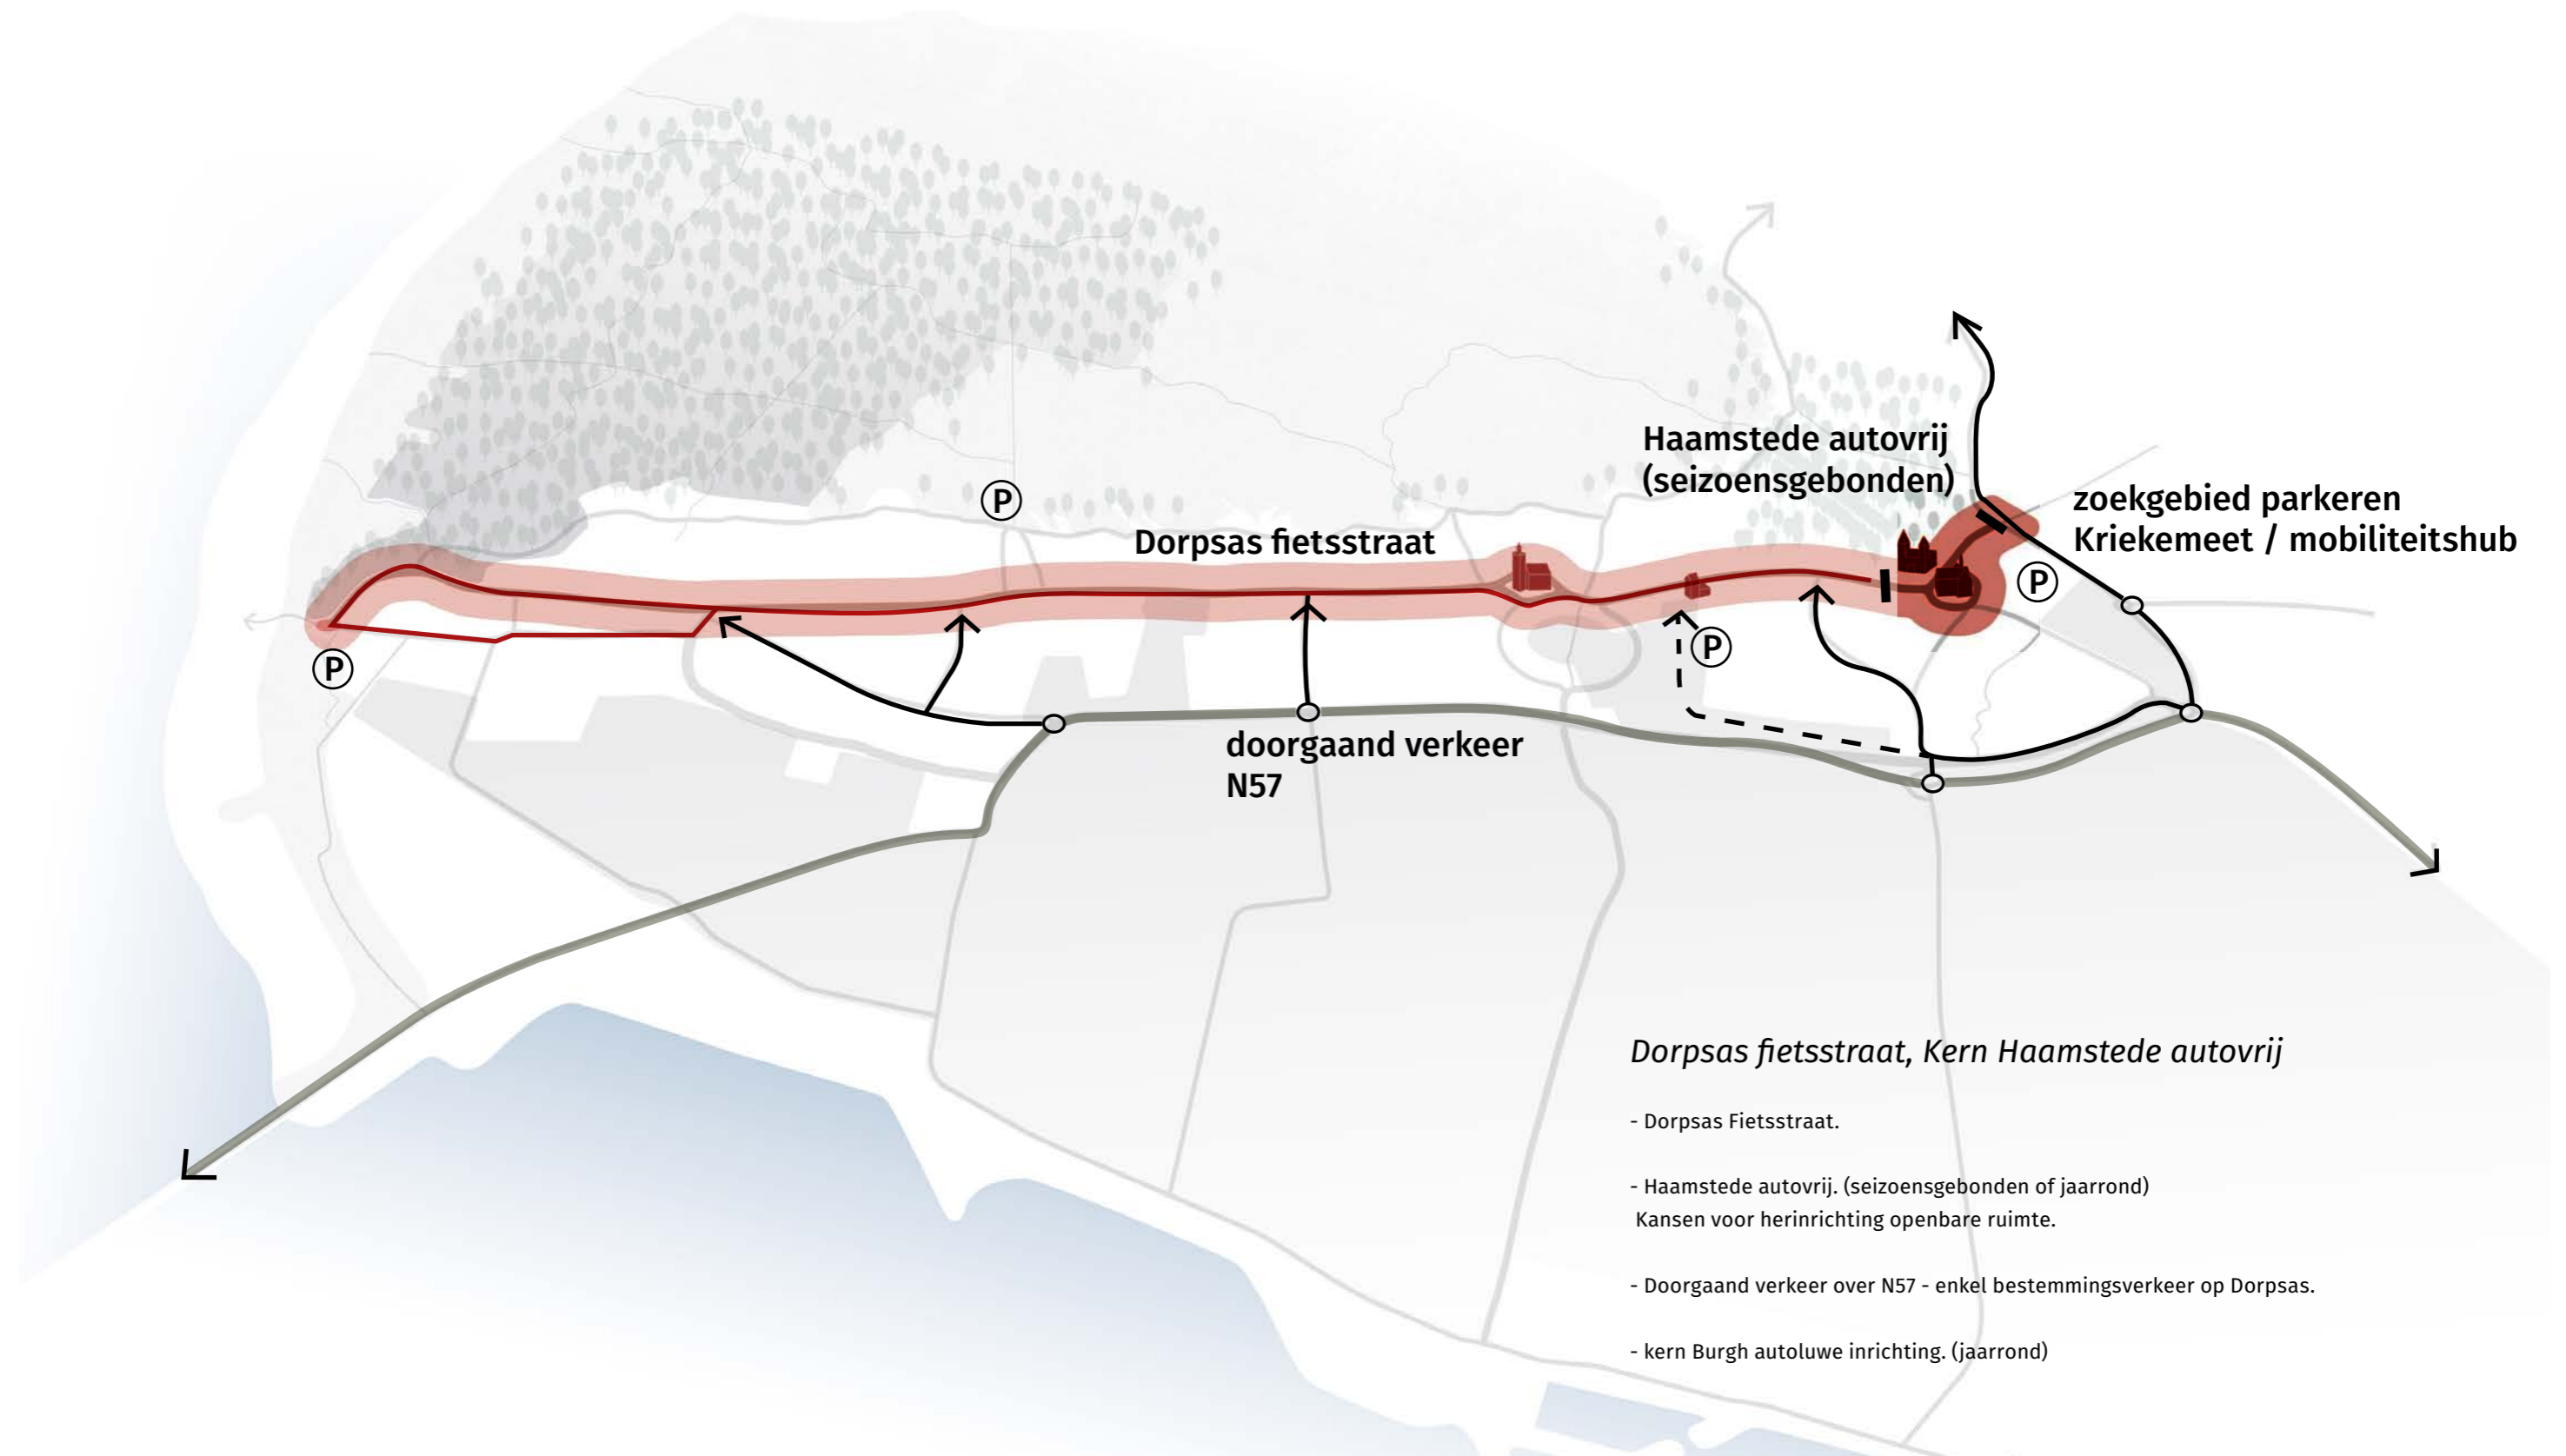 Haamstede autovrij
(seizoensgebonden)
zoekgebied parkeren
Kriekemeet / mobiliteitshub
P
Dorpsas fietsstraat
P
P
P
doorgaand verkeer
N57
Dorpsas fietsstraat, Kern Haamstede autovrij
- Dorpsas Fietsstraat.
- Haamstede autovrij. (seizoensgebonden of jaarrond)
Kansen voor herinrichting openbare ruimte.
- Doorgaand verkeer over N57 - enkel bestemmingsverkeer op Dorpsas.
- kern Burgh autoluwe inrichting. (jaarrond)